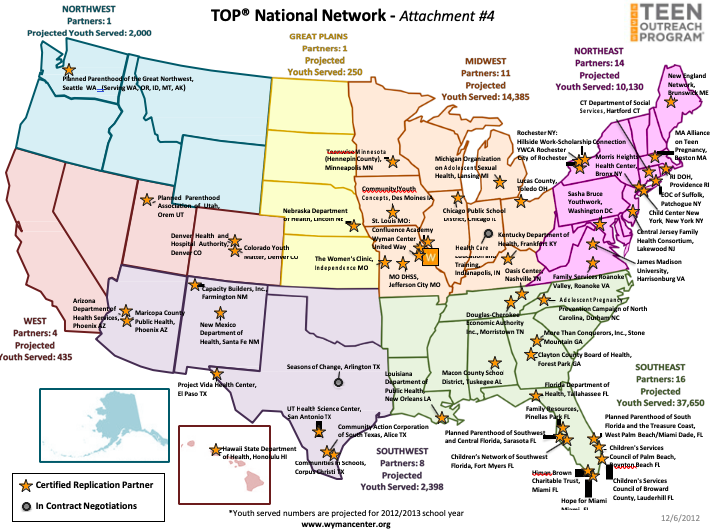 TOP® National Network - Attachment #4
TEEN
OUTREACH
PROGRAM®
NORTHWEST
Partners: 1
Projected Youth Served: 2,000
GREAT PLAINS
Partners: 1
Projected
Youth Served: 250
MIDWEST
Partners: 11
Projected
Youth Served: 14,385
NORTHEAST
Partners: 14
Projected
Youth Served:
10,130
New England
Network,
Brunswick ME
Planned Parenthood of the Great Northwest,
Seattle WA (Serving WA, OR, ID, MT, AK)
CT Department of Social
Services, Hartford CT
Rochester NY:
Hillside Work-Scholarship Connection
YWCA Rochester
City of Rochester
MA Alliance
on Teen
Pregnancy,
Boston MA
Teenwise Minnesota
(Hennepin County),
Minneapolis MN
Michigan Organization
on Adolescent Sexual
Health, Lansing MI
Morris Heights
Health Center,
Bronx NY
RI DOH,
Providence RI
Lucas County,
Toledo OH
EOC of Suffolk,
Patchogue NY
Community/Youth
Concepts, Des Moines IA
Sasha Bruce
Youthwork,
Washington DC
Child Center New
York, New York NY
Planned Parenthood
Association of Utah,
Orem UT
Nebraska Department
of Health, Lincoln NE
St. Louis MO:
Confluence Academy
Wyman Center
United Way
Chicago Public School
District, Chicago IL
Central Jersey Family
Health Consortium,
Lakewood NJ
Denver Health and
Hospital Authority,
Denver CO
Colorado Youth
Matter, Denver CO
Kentucky Department of
Health, Frankfort KY
Health Care
Education and
Training,
Indianapolis, IN
The Women's Clinic,
Independence MO
W
James Madison
University,
Harrisonburg VA
MO DHSS,
Jefferson City MO
Oasis Center,
Nashville TN
Family Services Roanoke
Valley, Roanoke VA
Capacity Builders, Inc.,
Farmington NM
Arizona
Department of
Health Services,
Phoenix AZ
Maricopa County
Public Health,
Phoenix AZ
New Mexico
Department of
Health, Santa Fe NM
Adolescent Pregnancy
Prevention Campaign of North
Carolina, Durham NC
Douglas-Cherokee
Economic Authority
Inc., Morristown TN
WEST
Partners: 4
Projected
Youth Served: 435
More Than Conquerors, Inc., Stone
Mountain GA
Clayton County Board of Health,
Forest Park GA
Seasons of Change, Arlington TX
Macon County School
District, Tuskegee AL
SOUTHEAST
Partners: 16
Projected
Youth Served: 37,650
Project Vida Health Center,
El Paso TX
Louisiana
Department of
Public Health,
New Orleans LA
Florida Department of
Health, Tallahassee FL
UT Health Science Center,
San Antonio TX
Family Resources,
Pinellas Park FL
Planned Parenthood of South
Florida and the Treasure Coast,
West Palm Beach/Miami Dade, FL
Community Action Corporation
of South Texas, Alice TX
Planned Parenthood of Southwest
and Central Florida, Sarasota FL
Hawaii State Department
of Health, Honolulu HI
Children's Services
Council of Palm Beach,
Boynton Beach FL
Communities in Schools,
Corpus Christi TX
SOUTHWEST
Partners: 8
Projected
Youth Served: 2,398
Children's Network of Southwest
Florida, Fort Myers FL
Brown
Charitable Trust,
Miami FL
Children's Services
Council of Broward
County, Lauderhill FL
Hope for Miami
Miami FL
Certified Replication Partner
In Contract Negotiations
*Youth served numbers are projected for 2012/2013 school year
www.wymancenter.org
12/6/2012